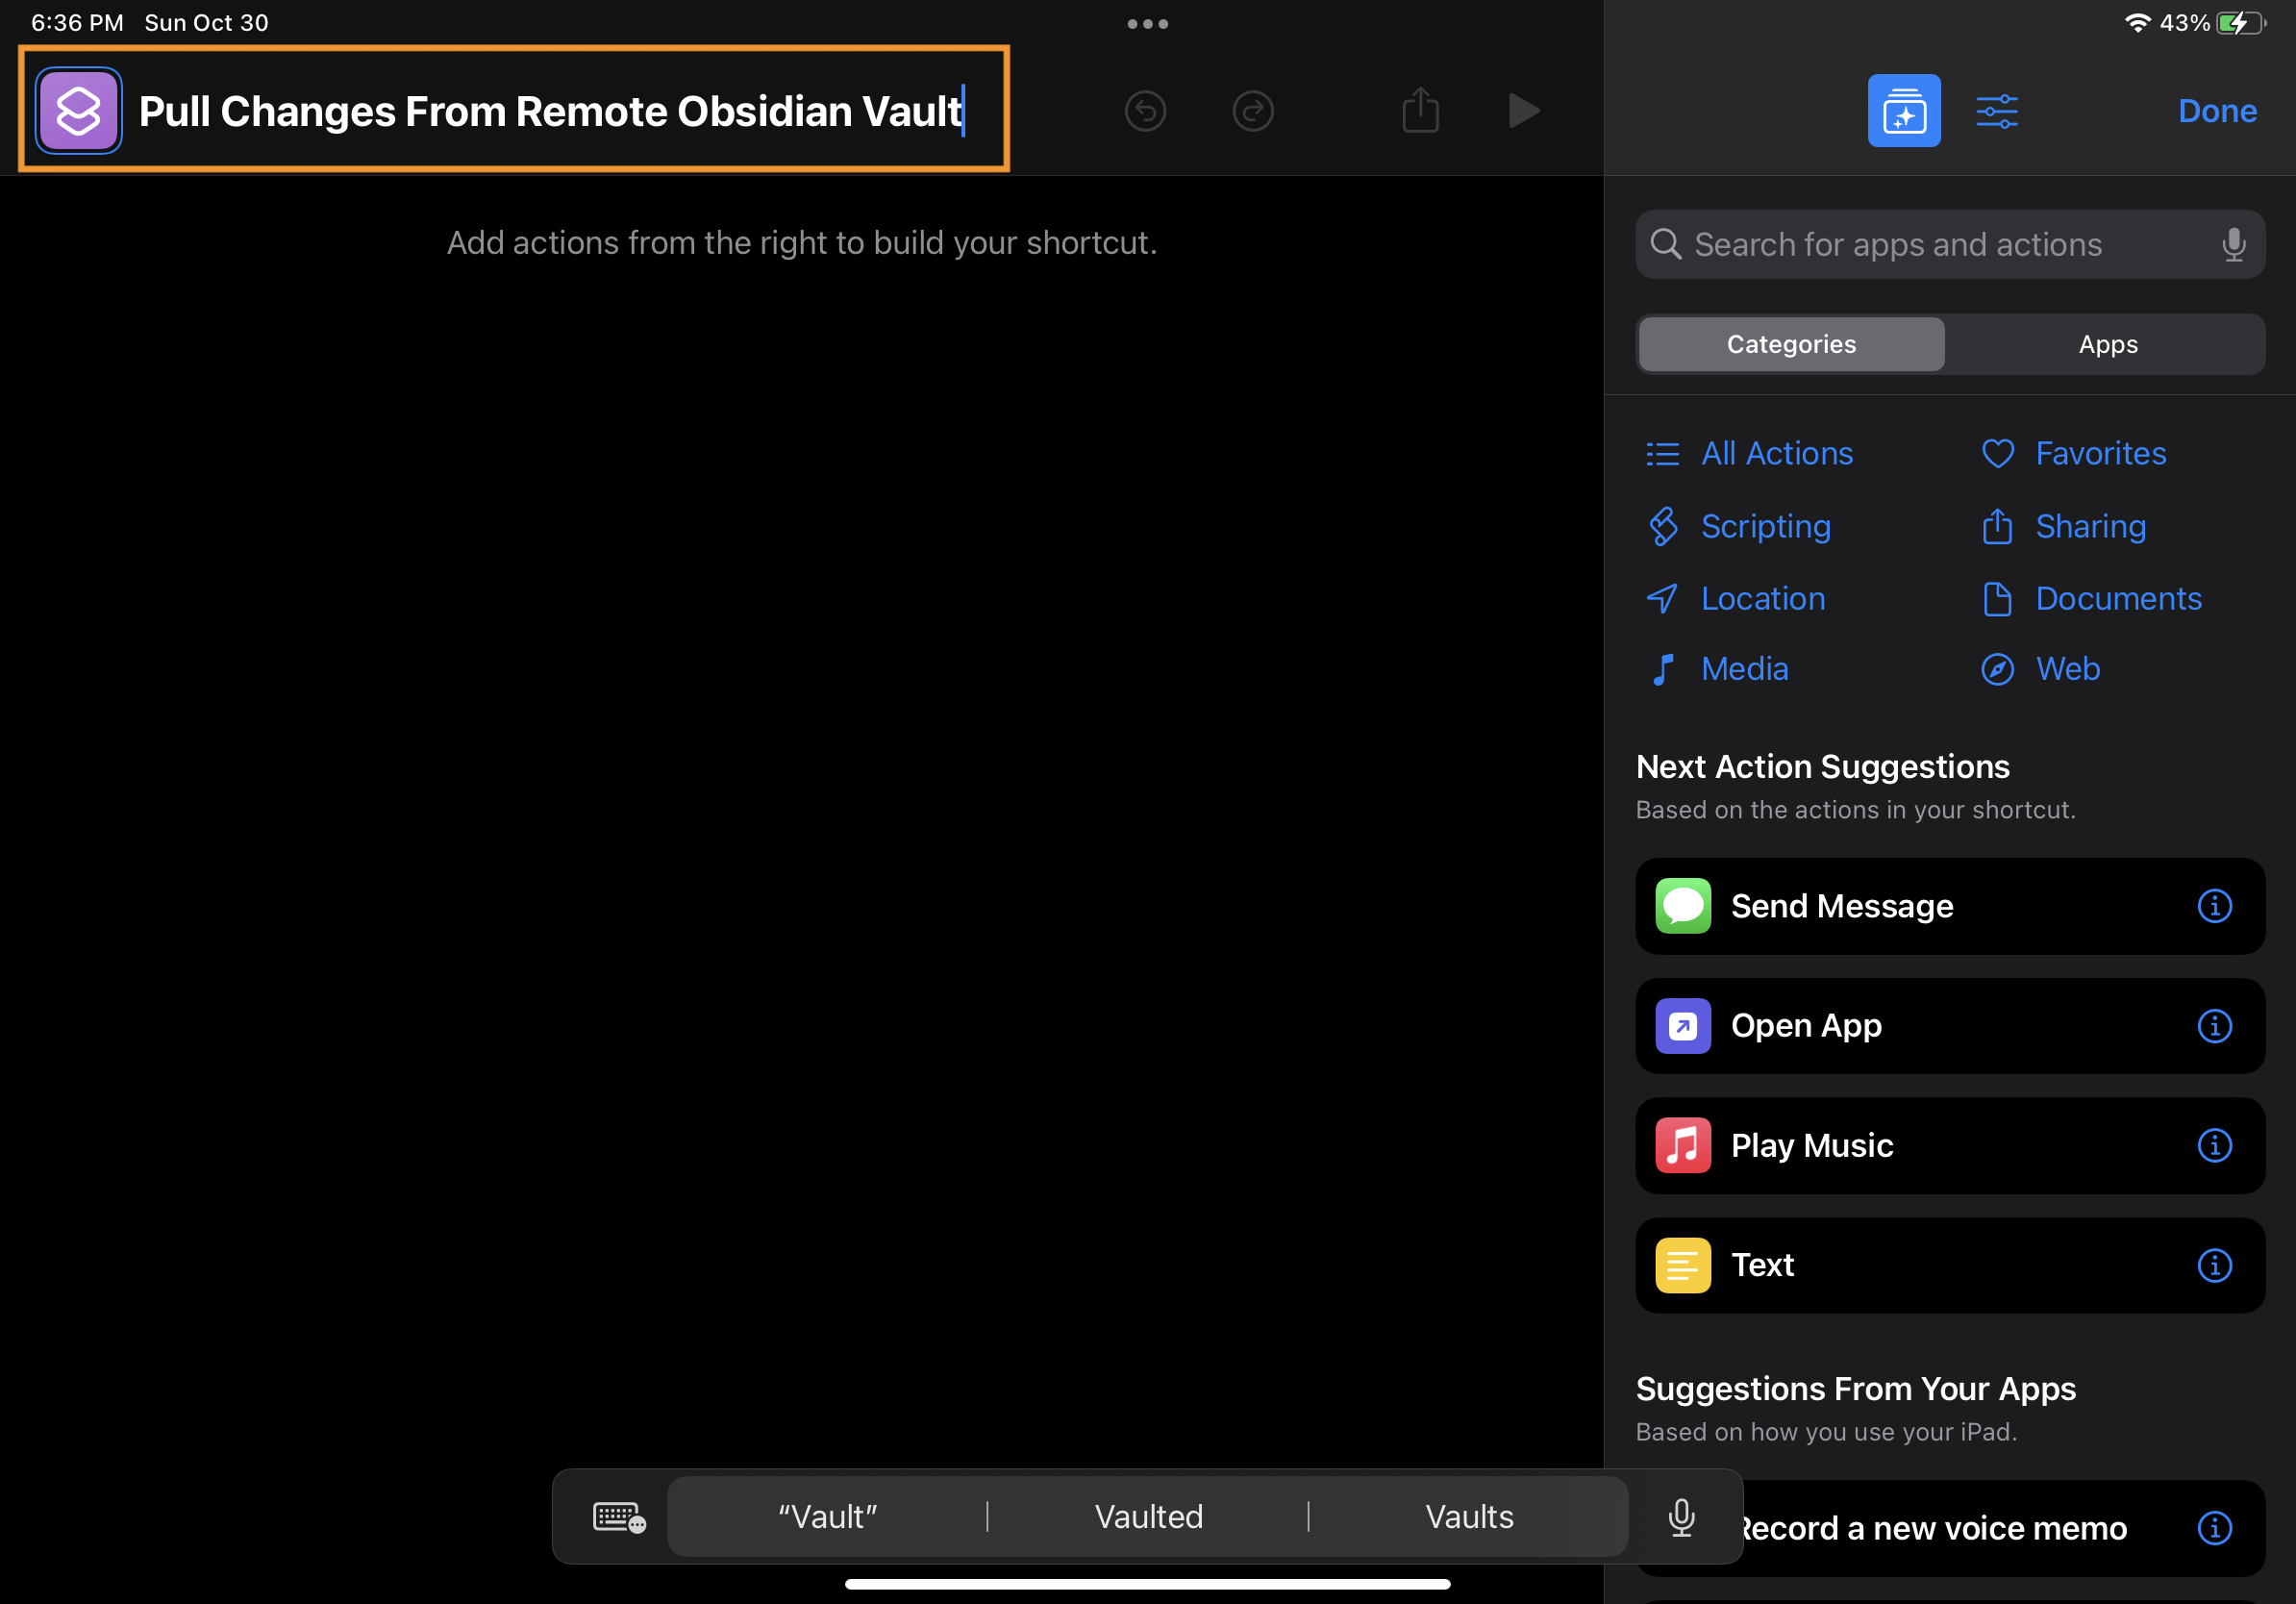 6:36 PM Sun Oct 30
43%
Pull Changes From Remote Obsidian Vault
Done
Add actions from the right to build your shortcut.
Search for apps and actions
Categories
Apps
All Actions
Favorites
Scripting
Sharing
Location
Documents
Media
Web
Next Action Suggestions
Based on the actions in your shortcut.
Send Message
Open App
Play Music
Text
Suggestions From Your Apps
Based on how you use your iPad.
Record a new voice memo
“Vault”
Vaulted
Vaults